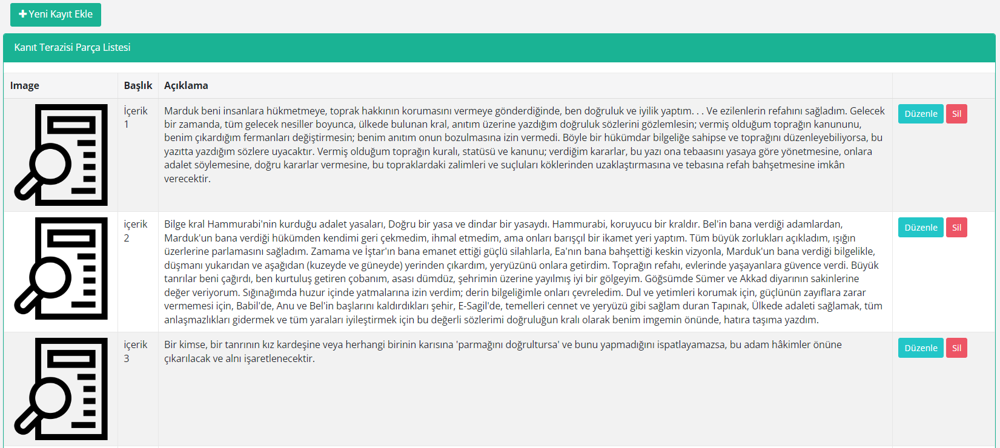 Yeni Kayıt Ekle
Kanıt Terazisi Parça Listesi
Image Başlık Açıklama
İçerik
1
Marduk beni insanlara hükmetmeye, toprak hakkının korumasını vermeye gönderdiğinde, ben doğruluk ve iyilik yaptım. . . Ve ezilenlerin refahını sağladım. Gelecek
bir zamanda, tüm gelecek nesiller boyunca, ülkede bulunan kral, anıtım üzerine yazdığım doğruluk sözlerini gözlemlesin; vermiş olduğum toprağın kanununu,
benim çıkardığım fermanları değiştirmesin; benim anıtım onun bozulmasına izin vermedi. Böyle bir hükümdar bilgeliğe sahipse ve toprağını düzenleyebiliyorsa, bu
yazıtta yazdığım sözlere uyacaktır. Vermiş olduğum toprağın kuralı, statüsü ve kanunu; verdiğim kararlar, bu yazı ona tebaasını yasaya göre yönetmesine, onlara
adalet söylemesine, doğru kararlar vermesine, bu topraklardaki zalimleri ve suçluları köklerinden uzaklaştırmasına ve tebasına refah bahşetmesine imkân
verecektir.
Düzenle Sil
içerik
2
Bilge kral Hammurabi'nin kurduğu adalet yasaları, Doğru bir yasa ve dindar bir yasaydı. Hammurabi, koruyucu bir kraldır. Bel'in bana verdiği adamlardan,
Marduk'un bana verdiği hükümden kendimi geri çekmedim, ihmal etmedim, ama onları barışçıl bir ikamet yeri yaptım. Tüm büyük zorlukları açıkladım, ışığın
üzerlerine parlamasını sağladım. Zamama ve İştar'ın bana emanet ettiği güçlü silahlarla, Ea'nın bana bahşettiği keskin vizyonla, Marduk'un bana verdiği bilgelikle,
düşmanı yukarıdan ve aşağıdan (kuzeyde ve güneyde) yerinden çıkardım, yeryüzünü onlara getirdim. Toprağın refahı, evlerinde yaşayanlara güvence verdi. Büyük
tanrılar beni çağırdı, ben kurtuluş getiren çobanım, asası dümdüz, şehrimin üzerine yayılmış iyi bir gölgeyim. Göğsümde Sümer ve Akkad diyarının sakinlerine
değer veriyorum. Sığınağımda huzur içinde yatmalarına izin verdim; derin bilgeliğimle onları çevreledim. Dul ve yetimleri korumak için, güçlünün zayıflara zarar
vermemesi için, Babil'de, Anu ve Bel'in başlarını kaldırdıkları şehir, E-Sagil'de, temelleri cennet ve yeryüzü gibi sağlam duran Tapınak, Ülkede adaleti sağlamak, tüm
anlaşmazlıkları gidermek ve tüm yaraları iyileştirmek için bu değerli sözlerimi doğruluğun kralı olarak benim imgemin önünde, hatıra taşıma yazdım.
Düzenle Sil
içerik
3
Bir kimse, bir tanrının kız kardeşine veya herhangi birinin karısına 'parmağını doğrultursa' ve bunu yapmadığını ispatlayamazsa, bu adam hâkimler önüne
çıkarılacak ve alnı işaretlenecektir.
Düzenle Sil